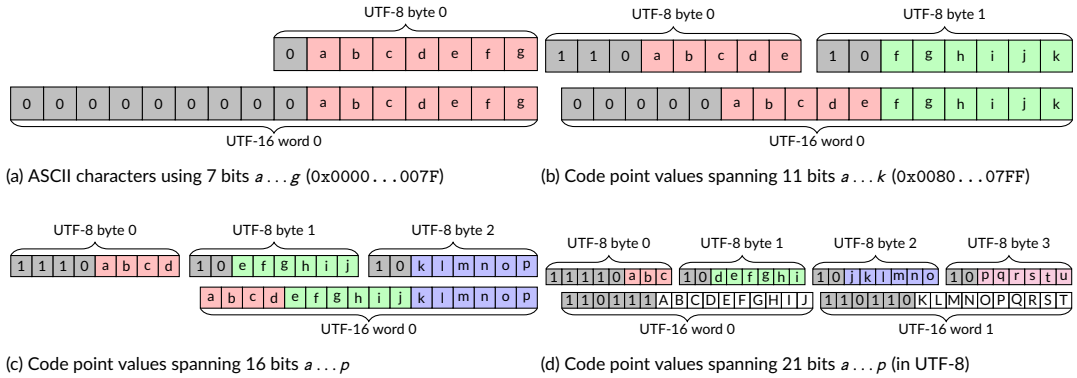 UTF-8 byte 0
0 a b c d e f g
0 0 0 0 0 0 0 0 0 a b c d e f g
UTF-16 word 0
(a) ASCII characters using 7 bits a...g (0x0000...007F)
UTF-8 byte 0 UTF-8 byte 1
1 1 0 a b c d e 1 0 f g h i j k
0 0 0 0 0 a b c d e f g h i j k
UTF-16 word 0
(b) Code point values spanning 11 bits a...k (0x0080...07FF)
UTF-8 byte 0 UTF-8 byte 1 UTF-8 byte 2
1 1 1 0 a b c d 1 0 e f g h i j 1 0 k l m n o p
a b c d e f g h i j k l m n o p
UTF-16 word 0
(c) Code point values spanning 16 bits a...p
UTF-8 byte 0 UTF-8 byte 1 UTF-8 byte 2 UTF-8 byte 3
1 1 1 1 0 a b c 1 0 d e f g h i 1 0 j k l m n o 1 0 p q r s t u
1 1 0 1 1 1 A B C D E F G H I J 1 1 0 1 1 0 K L M N O P Q R S T
UTF-16 word 0 UTF-16 word 1
(d) Code point values spanning 21 bits a...p (in UTF-8)